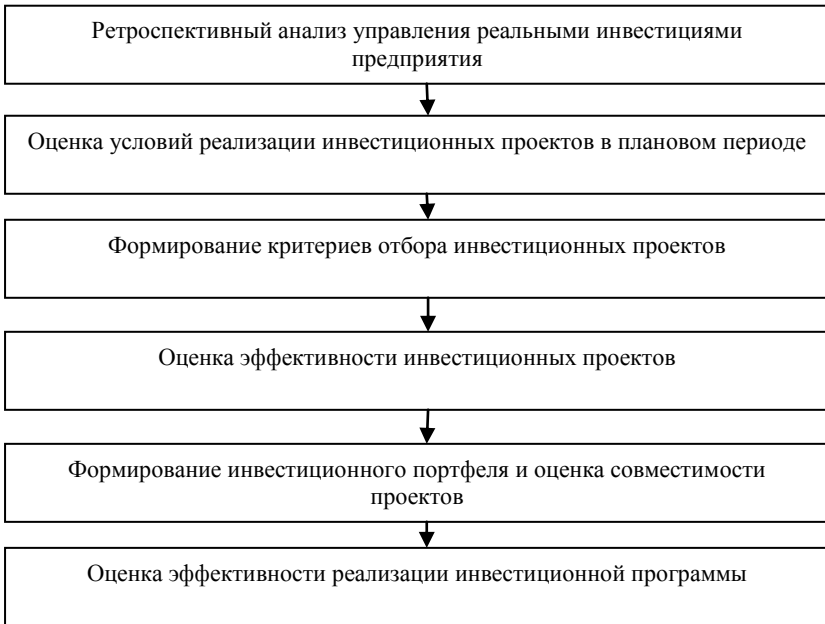 Ретроспективный анализ управления реальными инвестициями
предприятия
Оценка условий реализации инвестиционных проектов в плановом периоде
Формирование критериев отбора инвестиционных проектов
Оценка эффективности инвестиционных проектов
Формирование инвестиционного портфеля и оценка совместимости
проектов
Оценка эффективности реализации инвестиционной программы